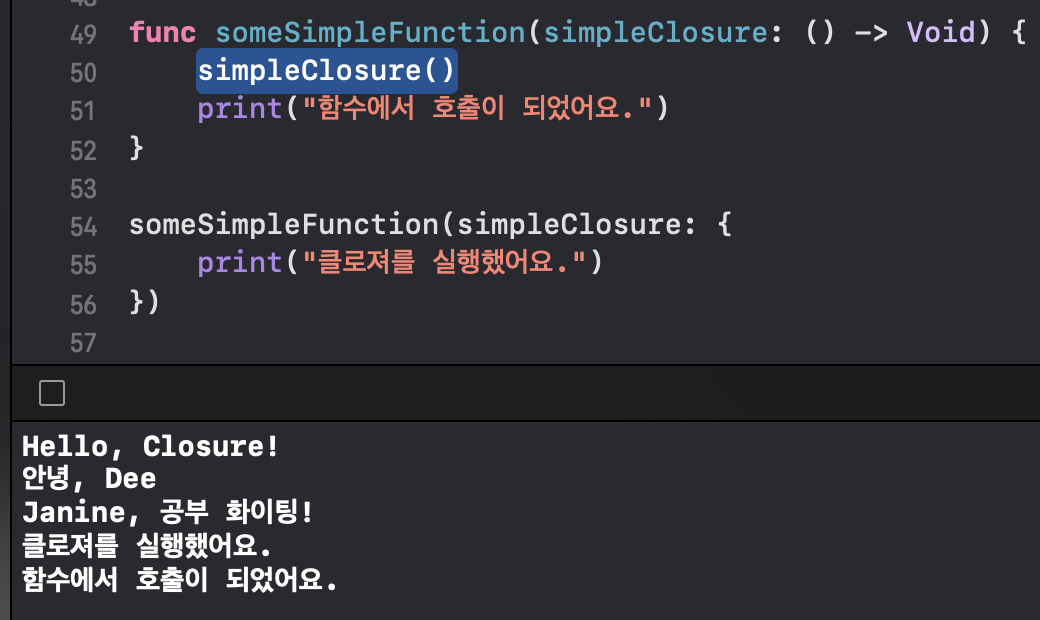 49 func someSimpleFunction(simpleClosure: () -> Void) {
50 simpleClosure()
51 print("함수에서 호출이 되었어요.")
52 }
53
54 someSimpleFunction(simpleClosure: {
55 print("클로져를 실행했어요.")
56 })
57
Hello, Closure!
안녕, Dee
Janine, 공부 화이팅!
클로져를 실행했어요.
함수에서 호출이 되었어요.